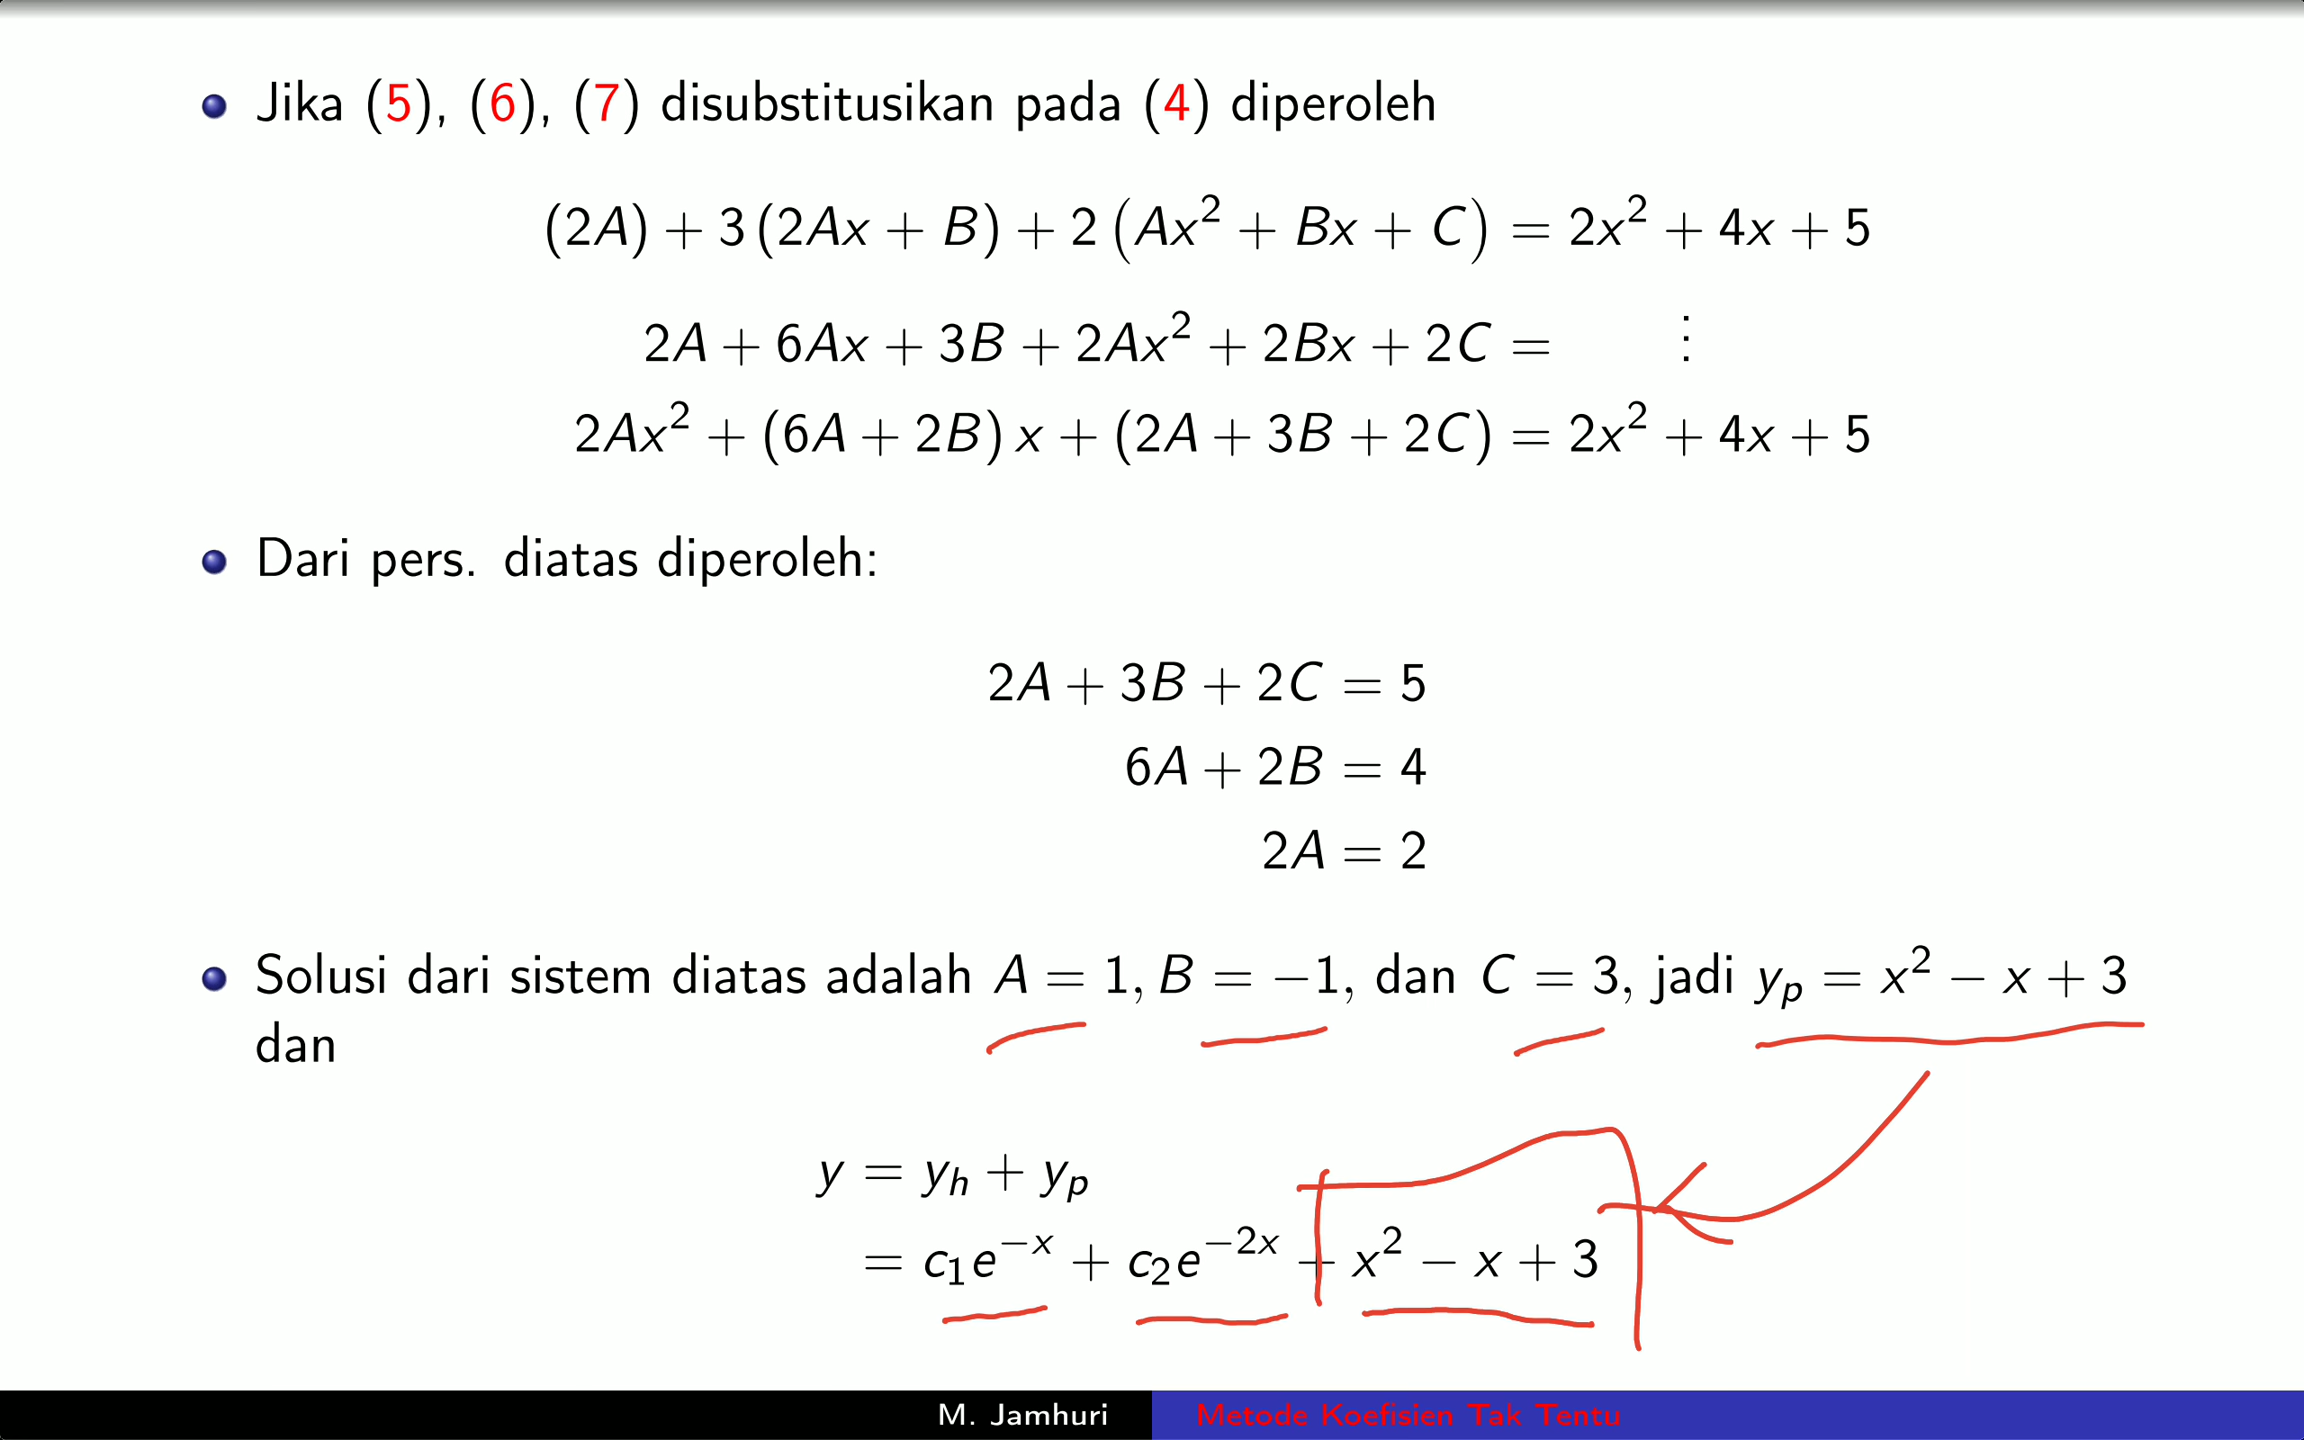 Jika (5), (6), (7) disubstitusikan pada (4) diperoleh
(2A) + 3 (2Ax + B) + 2 (Ax² + Bx + C) = 2x² + 4x + 5
2A + 6Ax + 3B + 2Ax² + 2Bx + 2C = ⋮
2Ax² + (6A + 2B) x + (2A + 3B + 2C) = 2x² + 4x + 5
Dari pers. diatas diperoleh:
2A + 3B + 2C = 5
6A + 2B = 4
2A = 2
Solusi dari sistem diatas adalah A = 1, B = −1, dan C = 3, jadi yₚ = x² − x + 3
dan
y = yₕ + yₚ
= c₁e⁻ˣ + c₂e⁻²ˣ + x² − x + 3
M. Jamhuri Metode Koefisien Tak Tentu